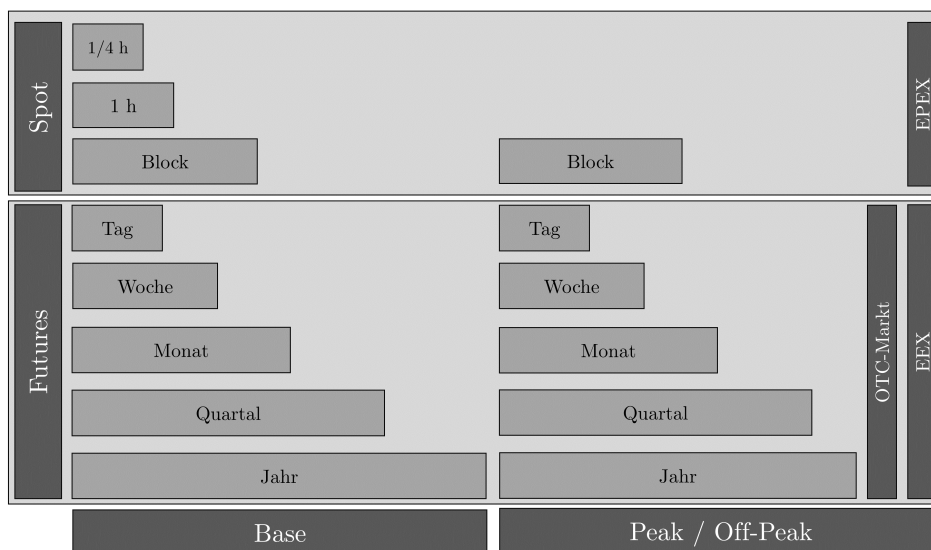 Spot
1/4 h
1 h
Block
Block
EPEX
Futures
Tag
Tag
Woche
Woche
Monat
Monat
Quartal
Quartal
Jahr
Jahr
OTC-Markt
EEX
Base
Peak / Off-Peak